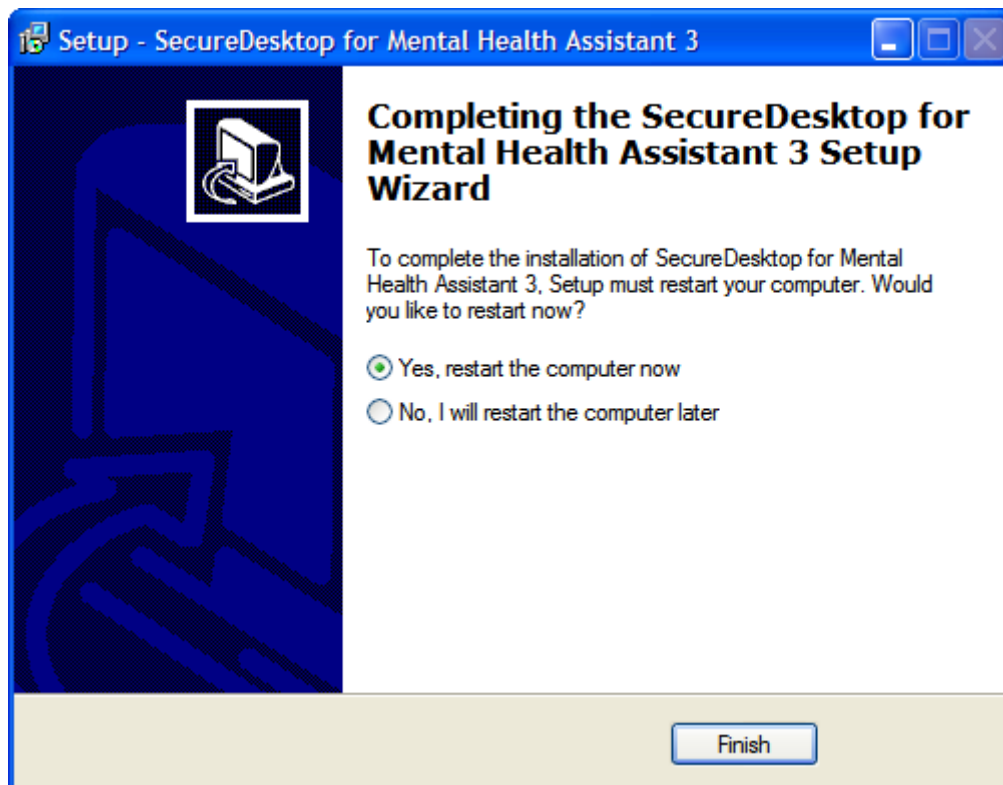 Setup - SecureDesktop for Mental Health Assistant 3
Completing the SecureDesktop for
Mental Health Assistant 3 Setup
Wizard
To complete the installation of SecureDesktop for Mental
Health Assistant 3, Setup must restart your computer. Would
you like to restart now?
Yes, restart the computer now
No, I will restart the computer later
Finish